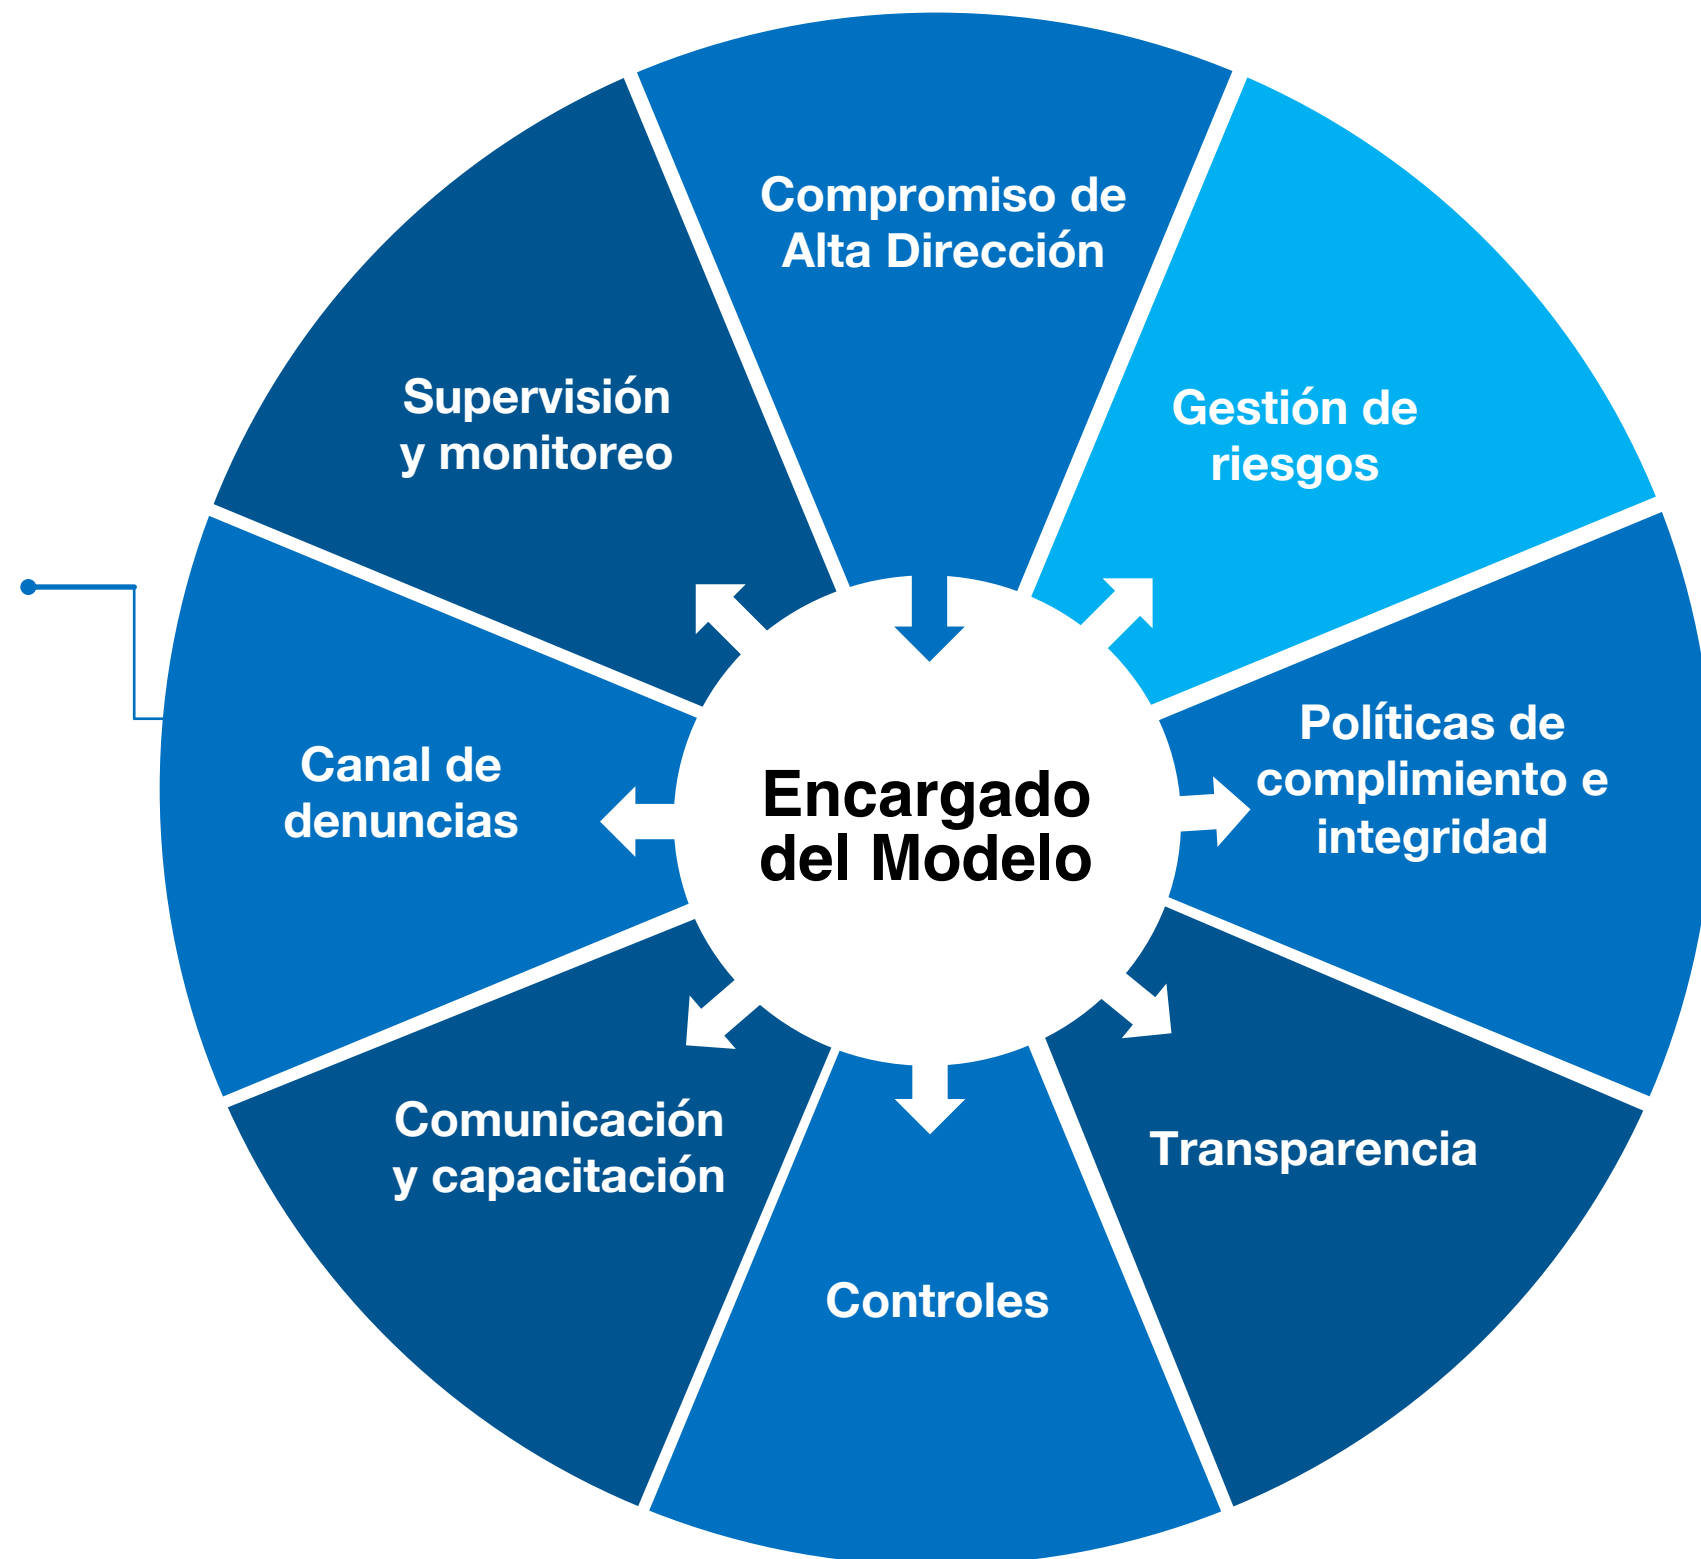 Compromiso de
Alta Dirección
Gestión de
riesgos
Políticas de
complimiento e
integridad
Transparencia
Controles
Comunicación
y capacitación
Canal de
denuncias
Supervisión
y monitoreo
Encargado
del Modelo